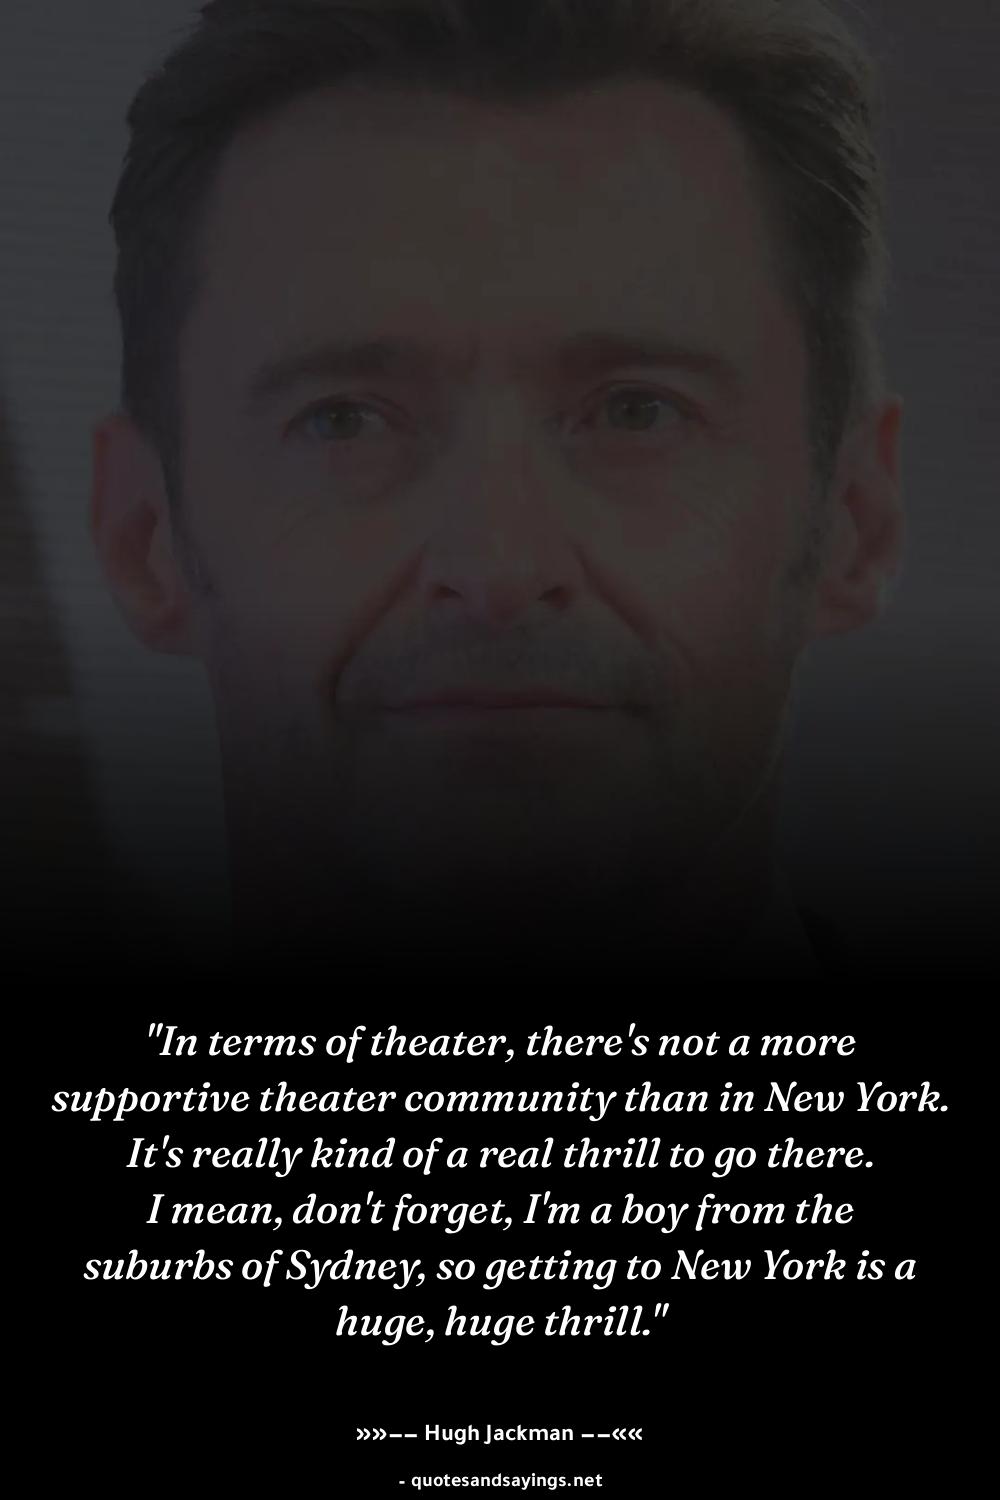 "In terms of theater, there's not a more
supportive theater community than in New York.
It's really kind of a real thrill to go there.
I mean, don't forget, I'm a boy from the
suburbs of Sydney, so getting to New York is a
huge, huge thrill."
»»–– Hugh Jackman ––««
- quotesandsayings.net